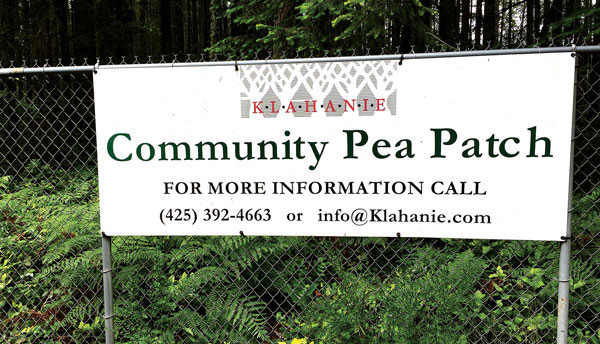 K·L·A·H·A·N·I·E
Community Pea Patch
FOR MORE INFORMATION CALL
(425) 392-4663 or info@Klahanie.com